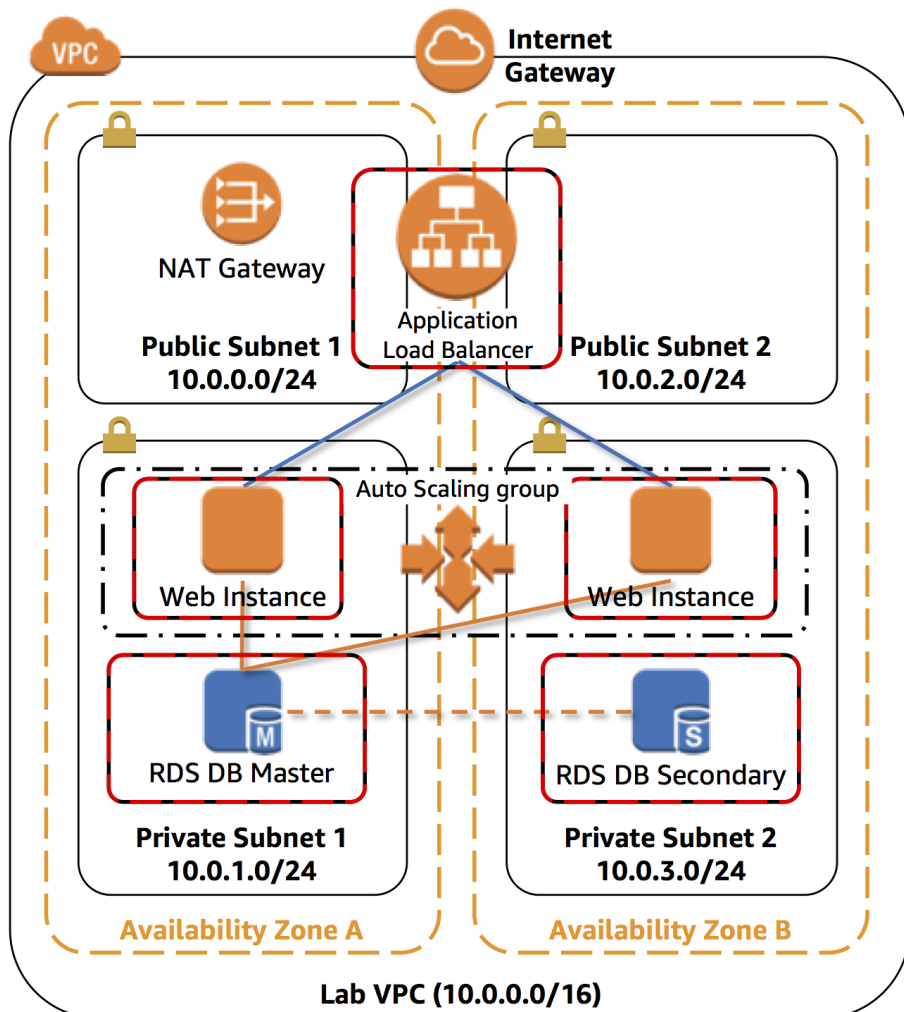 VPC
Internet
Gateway
NAT Gateway
Application
Load Balancer
Public Subnet 1
10.0.0.0/24
Public Subnet 2
10.0.2.0/24
Auto Scaling group
Web Instance
Web Instance
M
S
RDS DB Master
RDS DB Secondary
Private Subnet 1
10.0.1.0/24
Private Subnet 2
10.0.3.0/24
Availability Zone A
Availability Zone B
Lab VPC (10.0.0.0/16)